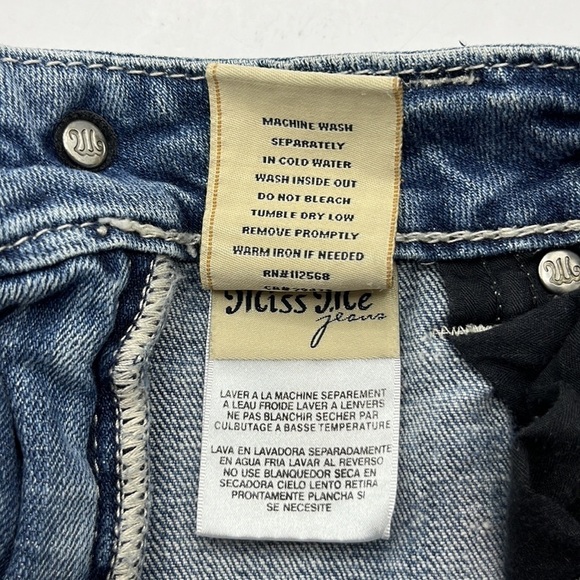 MACHINE WASH
SEPARATELY
IN COLD WATER
WASH INSIDE OUT
DO NOT BLEACH
TUMBLE DRY LOW
REMOVE PROMPTLY
WARM IRON IF NEEDED
RN#112568
Miss Me
jeans
LAVER A LA MACHINE SEPAREMENT
A LEAU FROIDE LAVER A LENVERS
NE PAS BLANCHIR SECHER PAR
CULBUTAGE A BASSE TEMPERATURE
LAVA EN LAVADORA SEPARADAMENTE
EN AGUA FRIA LAVAR AL REVERSO
NO USE BLANQUEDOR SECA EN
SECADORA CIELO LENTO RETIRA
PRONTAMENTE PLANCHA SI
SE NECESITE